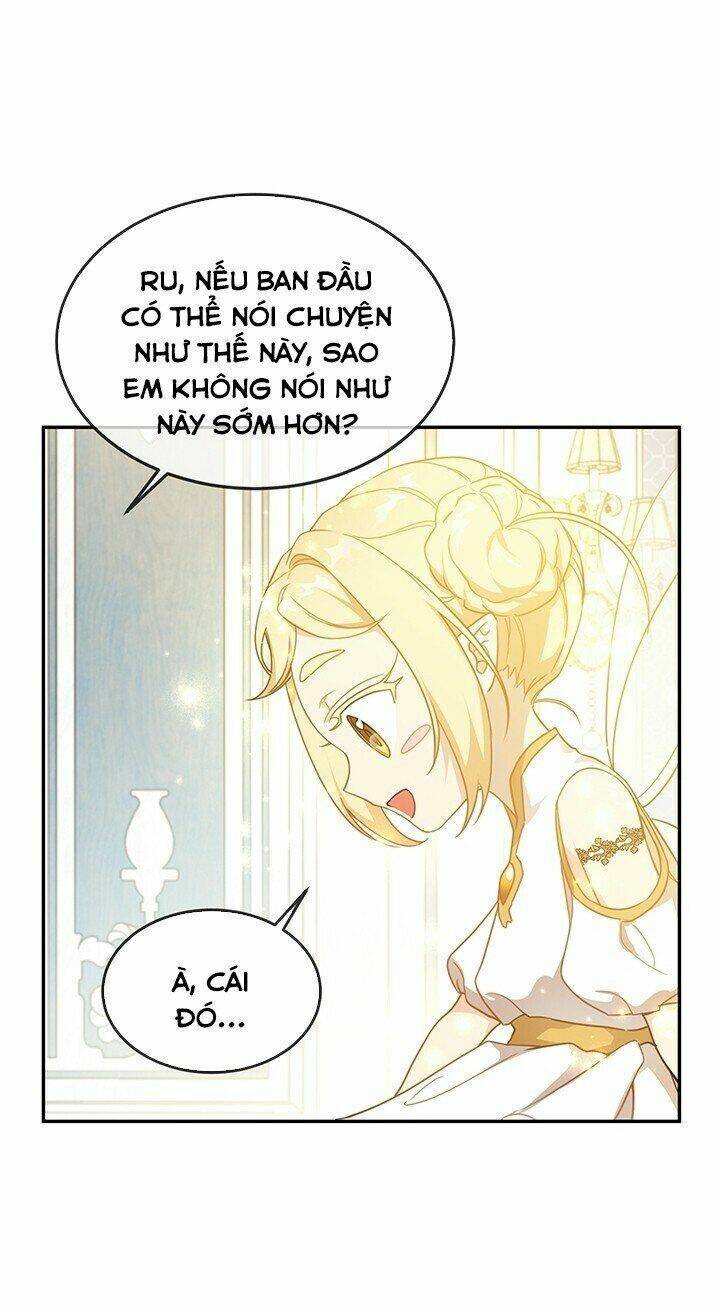 RU, NẾU BAN ĐẦU
CÓ THỂ NÓI CHUYỆN
NHƯ THẾ NÀY, SAO
EM KHÔNG NÓI NHƯ
NÀY SỚM HƠN?
À, CÁI
ĐÓ...